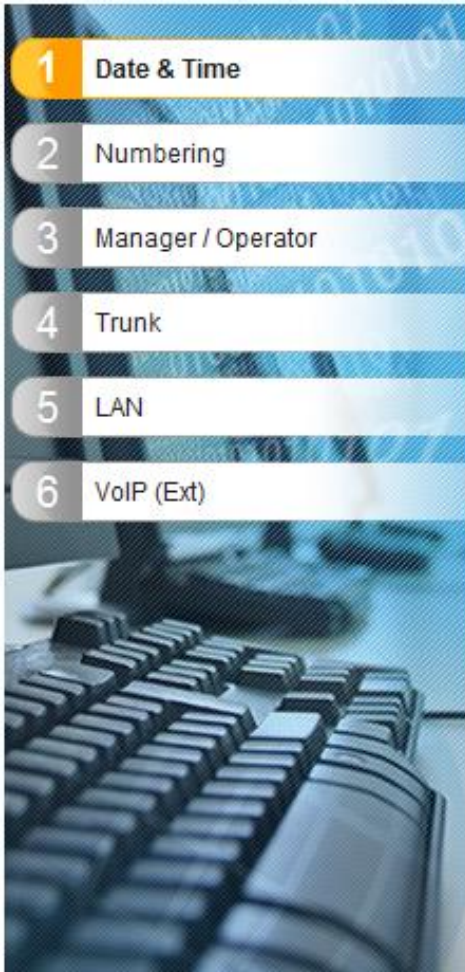 1 Date & Time
2 Numbering
3 Manager / Operator
4 Trunk
5 LAN
6 VoIP (Ext)